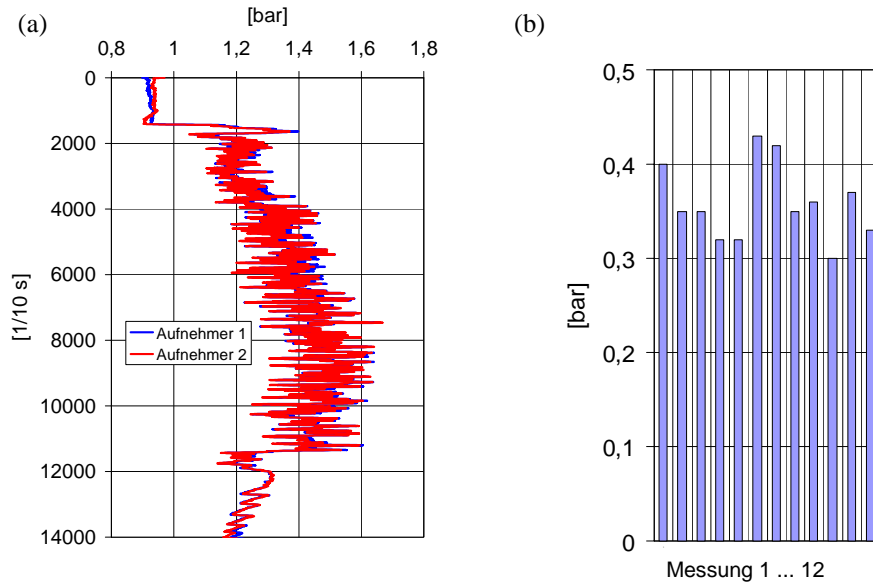 (a)
[bar]
0,8 1 1,2 1,4 1,6 1,8
0
2000
4000
6000
8000
10000
12000
14000
[1/10 s]
Aufnehmer 1
Aufnehmer 2
(b)
0,5
0,4
0,3
0,2
0,1
0
[bar]
Messung 1 ... 12